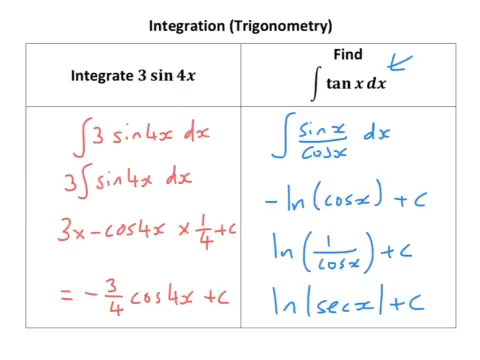 Integration (Trigonometry)
Integrate 3 sin 4x
∫ 3 sin4x dx
3 ∫ sin4x dx
3 × - cos4x × 1/4 + c
= - 3/4 cos4x + c
Find
∫ tan x dx
∫ sinx/cosx dx
- ln (cosx) + c
ln (1/cosx) + c
ln |secx| + c